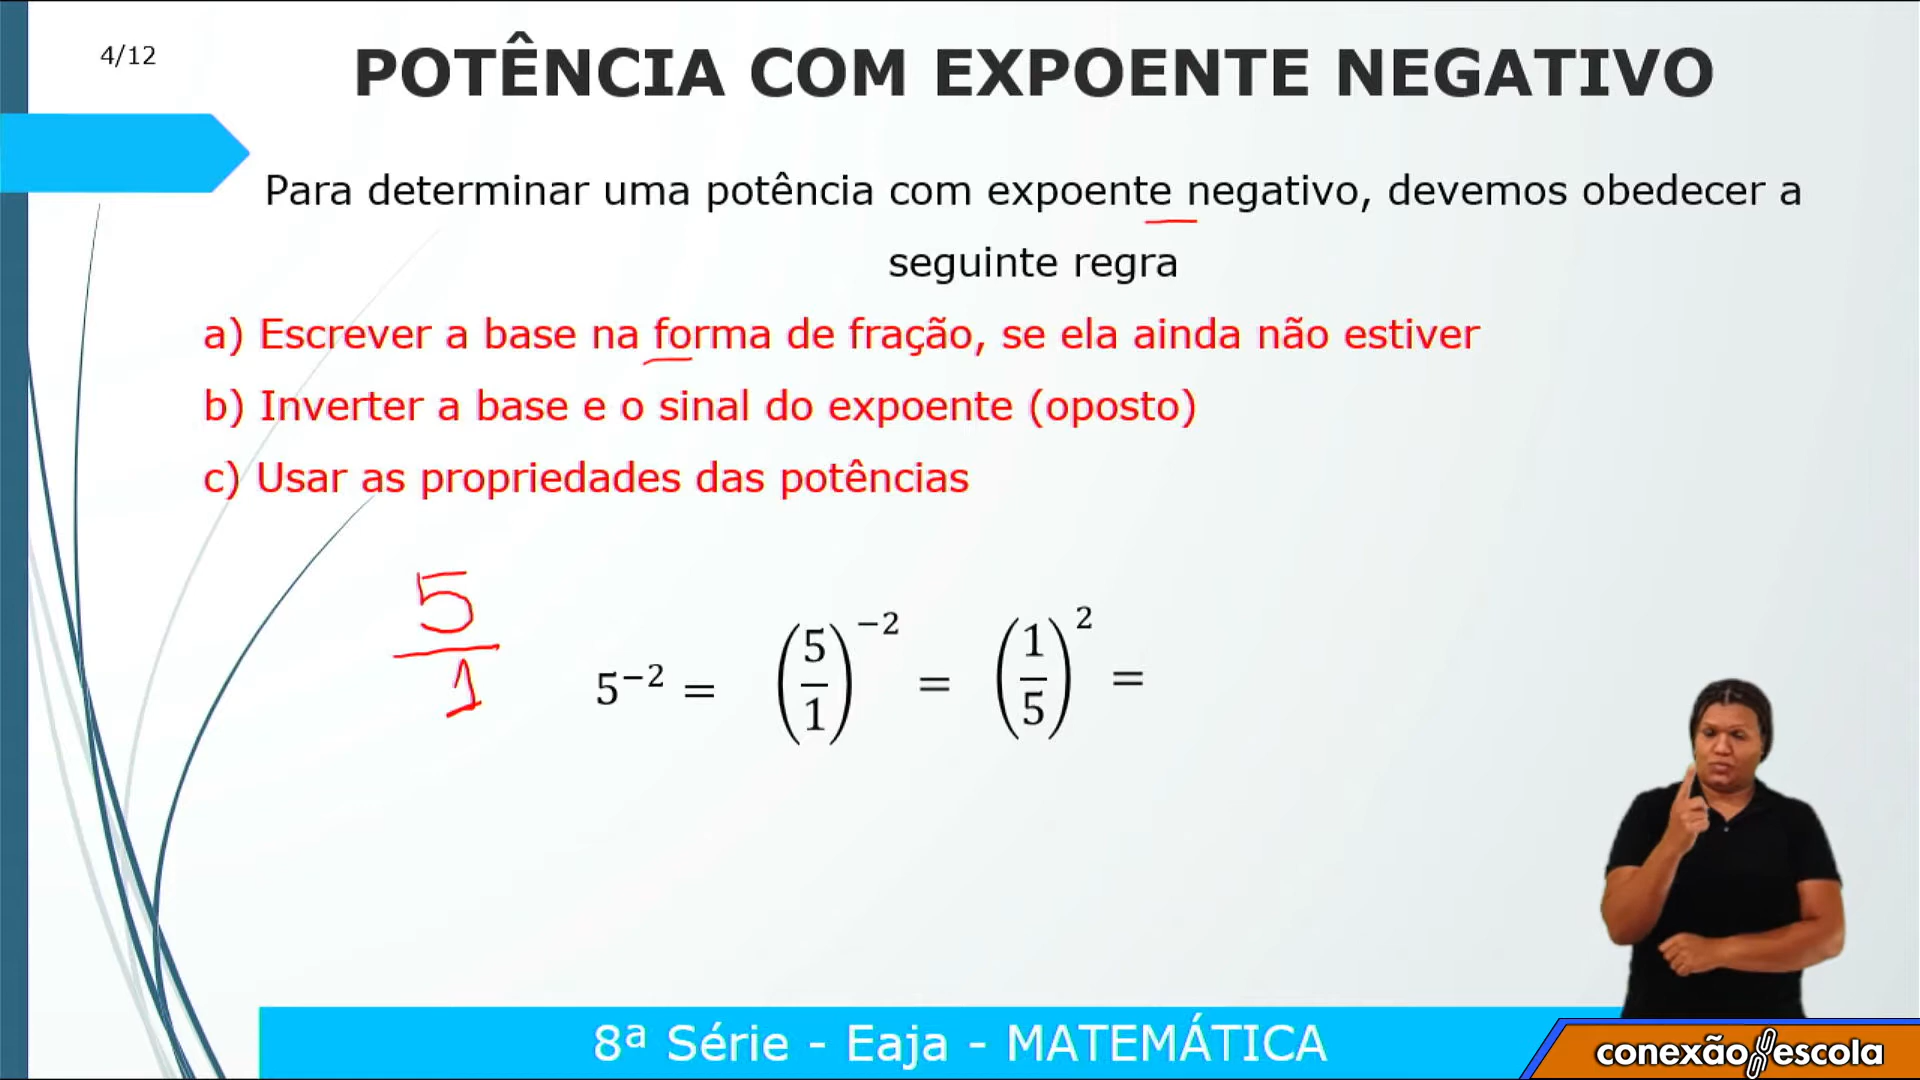 4/12
POTÊNCIA COM EXPOENTE NEGATIVO
Para determinar uma potência com expoente negativo, devemos obedecer a
seguinte regra
a) Escrever a base na forma de fração, se ela ainda não estiver
b) Inverter a base e o sinal do expoente (oposto)
c) Usar as propriedades das potências
5/1
5⁻² = (5/1)⁻² = (1/5)² =
8ª Série - Eaja - MATEMÁTICA
conexão escola